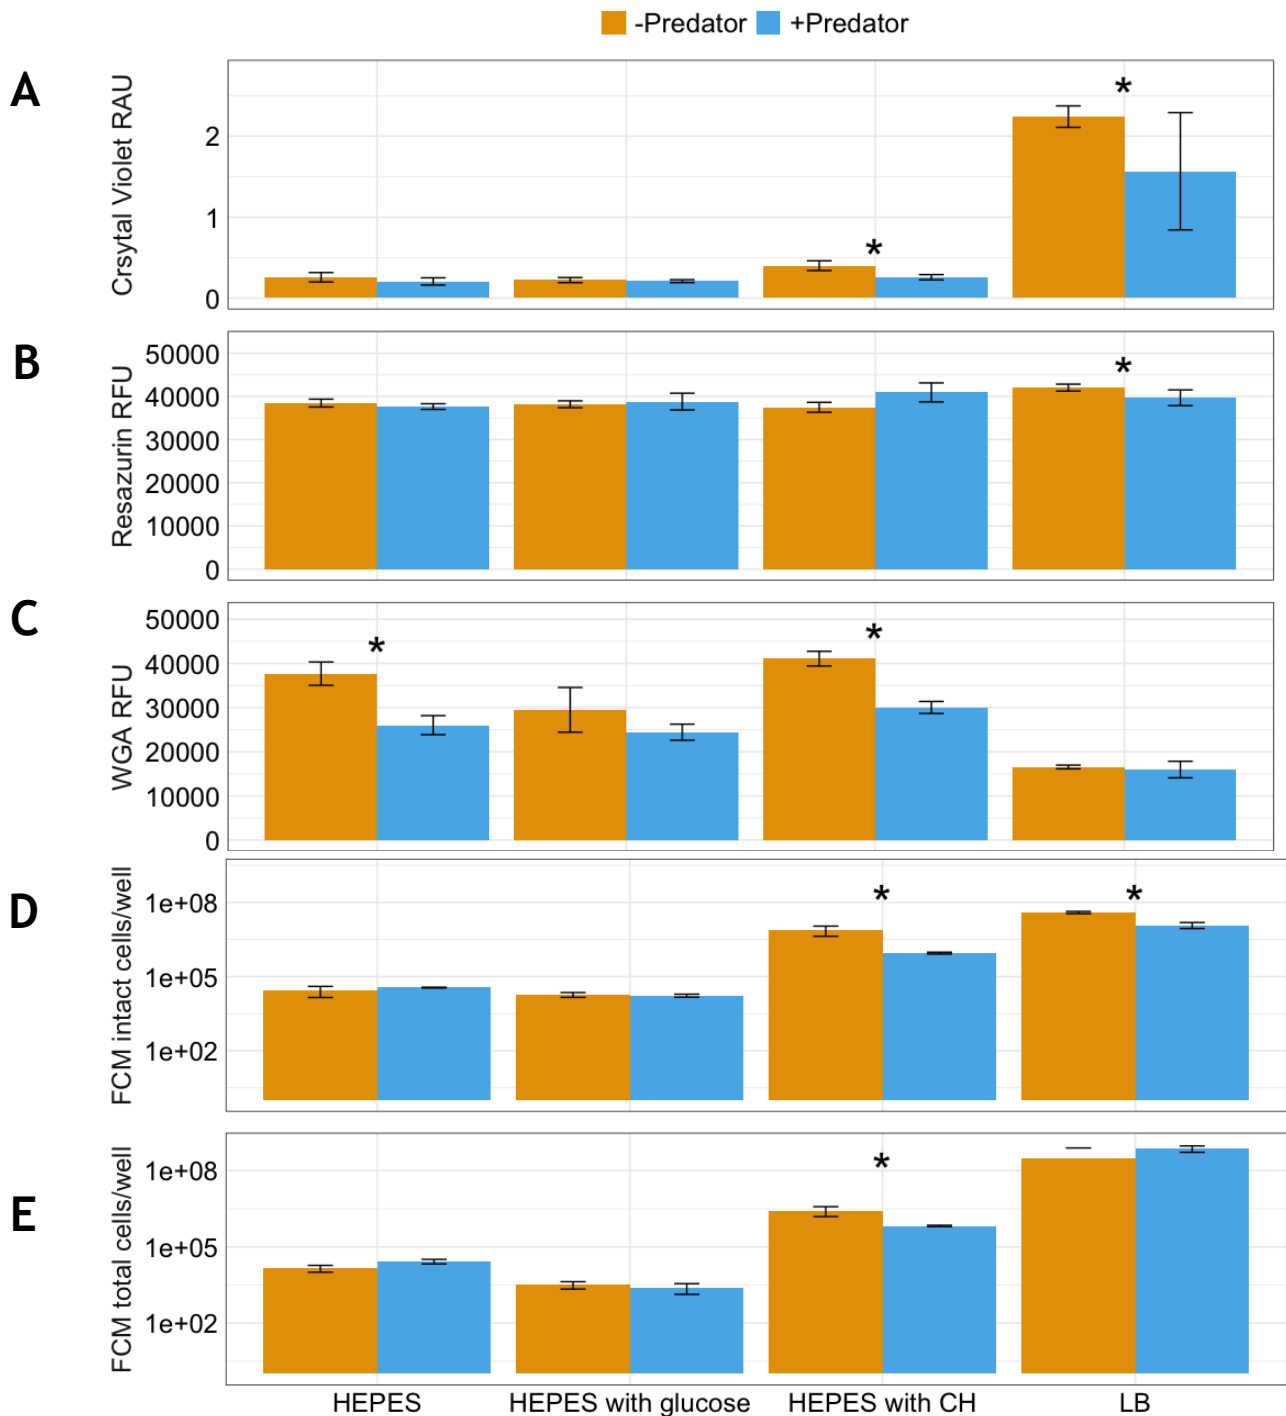 -Predator +Predator
A
Crsytal Violet RAU
2
1
0
*
*
B
Resazurin RFU
50000
40000
30000
20000
10000
0
*
C
WGA RFU
50000
40000
30000
20000
10000
0
*
*
D
FCM intact cells/well
1e+08
1e+05
1e+02
*
*
E
FCM total cells/well
1e+08
1e+05
1e+02
*
HEPES
HEPES with glucose
HEPES with CH
LB